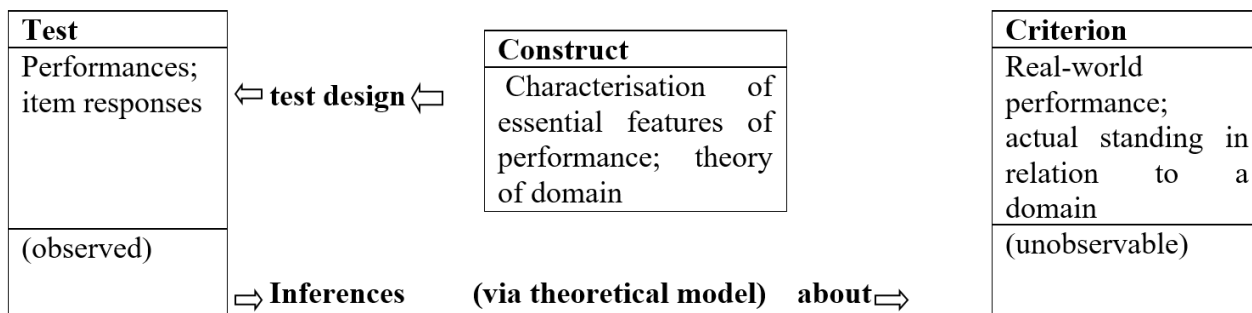 Test
Performances;
item responses
(observed)
⇦ test design ⇦
Construct
Characterisation of
essential features of
performance; theory
of domain
Criterion
Real-world
performance;
actual standing in
relation to a
domain
(unobservable)
⇨ Inferences (via theoretical model) about ⇨